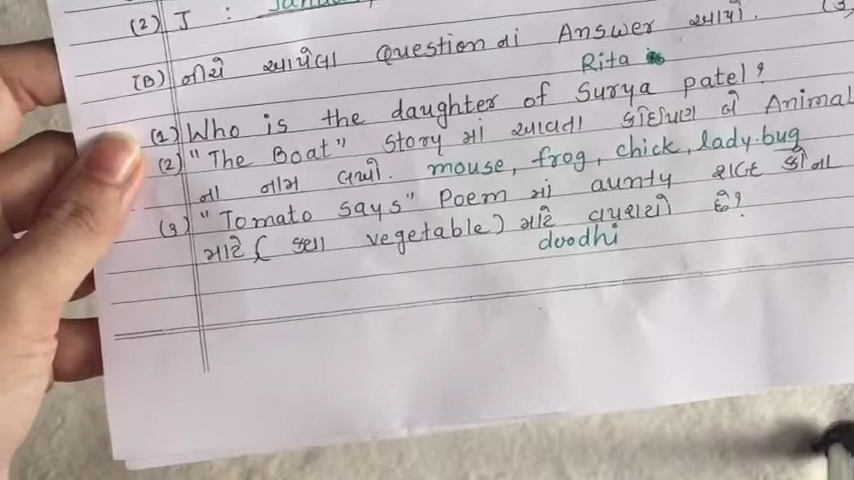 (2) J :
(B) નીચે આપેલા Question નાં Answer આપો.
Rita
(1) Who is the daughter of Surya patel?
(2) "The Boat" Story માં આવતા કોઈપણ બે Animal
ના નામ લખો. mouse, frog, chick, lady-bug
(3) "Tomato says" Poem માં aunty શબ્દ કોના
માટે ( કયા vegetable) માટે વપરાયો છે?
doodhi